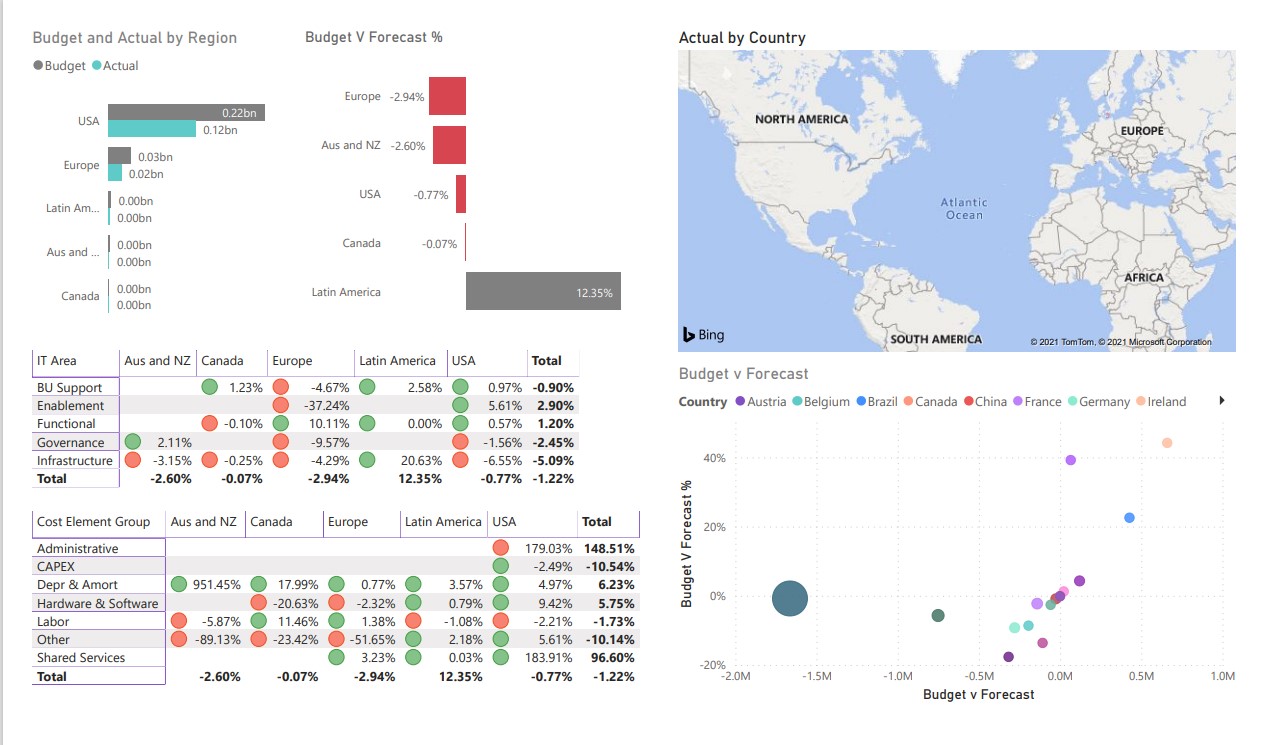 Budget and Actual by Region
Budget Actual
USA 0.22bn
0.12bn
Europe 0.03bn
0.02bn
Latin Am... 0.00bn
0.00bn
Aus and ... 0.00bn
0.00bn
Canada 0.00bn
0.00bn
Budget V Forecast %
Europe -2.94%
Aus and NZ -2.60%
USA -0.77%
Canada -0.07%
Latin America 12.35%
Actual by Country
NORTH AMERICA
EUROPE
Atlantic
Ocean
AFRICA
SOUTH AMERICA
Bing
© 2021 TomTom, © 2021 Microsoft Corporation
IT Area Aus and NZ Canada Europe Latin America USA Total
BU Support 1.23% -4.67% 2.58% 0.97% -0.90%
Enablement -37.24% 5.61% 2.90%
Functional -0.10% 10.11% 0.00% 0.57% 1.20%
Governance 2.11% -9.57% -1.56% -2.45%
Infrastructure -3.15% -0.25% -4.29% 20.63% -6.55% -5.09%
Total -2.60% -0.07% -2.94% 12.35% -0.77% -1.22%
Cost Element Group Aus and NZ Canada Europe Latin America USA Total
Administrative 179.03% 148.51%
CAPEX -2.49% -10.54%
Depr & Amort 951.45% 17.99% 0.77% 3.57% 4.97% 6.23%
Hardware & Software -20.63% -2.32% 0.79% 9.42% 5.75%
Labor -5.87% 11.46% 1.38% -1.08% -2.21% -1.73%
Other -89.13% -23.42% -51.65% 2.18% 5.61% -10.14%
Shared Services 3.23% 0.03% 183.91% 96.60%
Total -2.60% -0.07% -2.94% 12.35% -0.77% -1.22%
Budget v Forecast
Country Austria Belgium Brazil Canada China France Germany Ireland
Budget V Forecast %
40%
20%
0%
-20%
-2.0M -1.5M -1.0M -0.5M 0.0M 0.5M 1.0M
Budget v Forecast